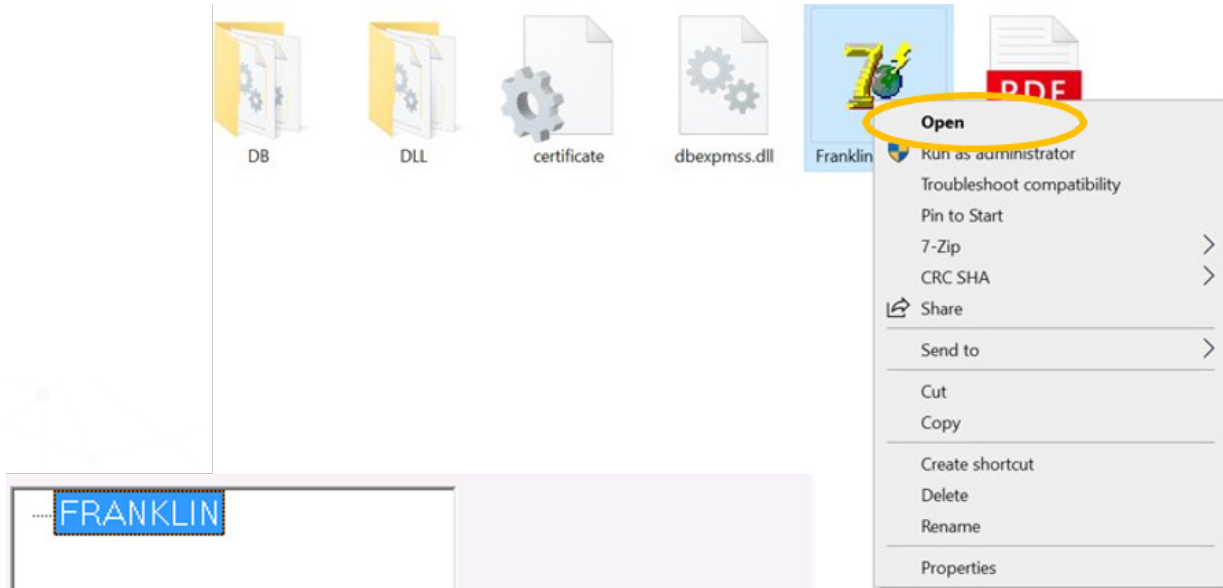 DB
DLL
certificate
dbexpmss.dll
Franklin
PDF
Open
Run as administrator
Troubleshoot compatibility
Pin to Start
7-Zip
CRC SHA
Share
Send to
Cut
Copy
Create shortcut
Delete
Rename
Properties
FRANKLIN